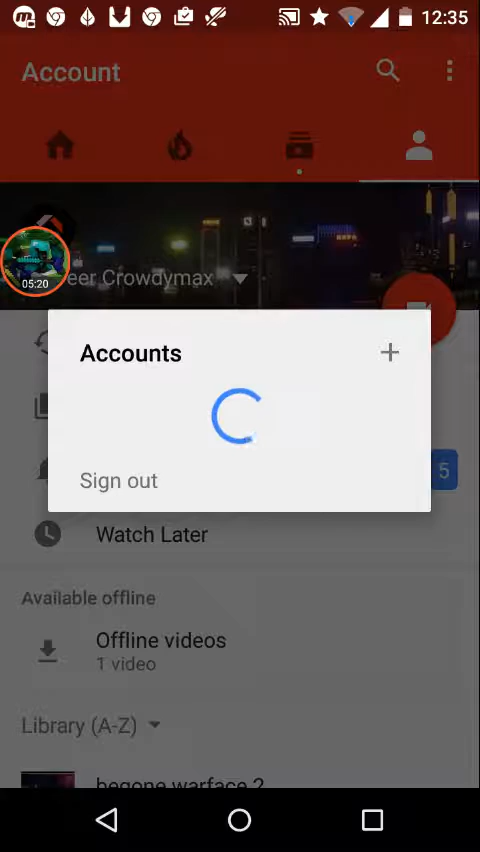 12:35
Account
05:20
eer Crowdymax
Accounts
+
5
Sign out
Watch Later
Available offline
Offline videos
1 video
Library (A-Z)
begone warface 2